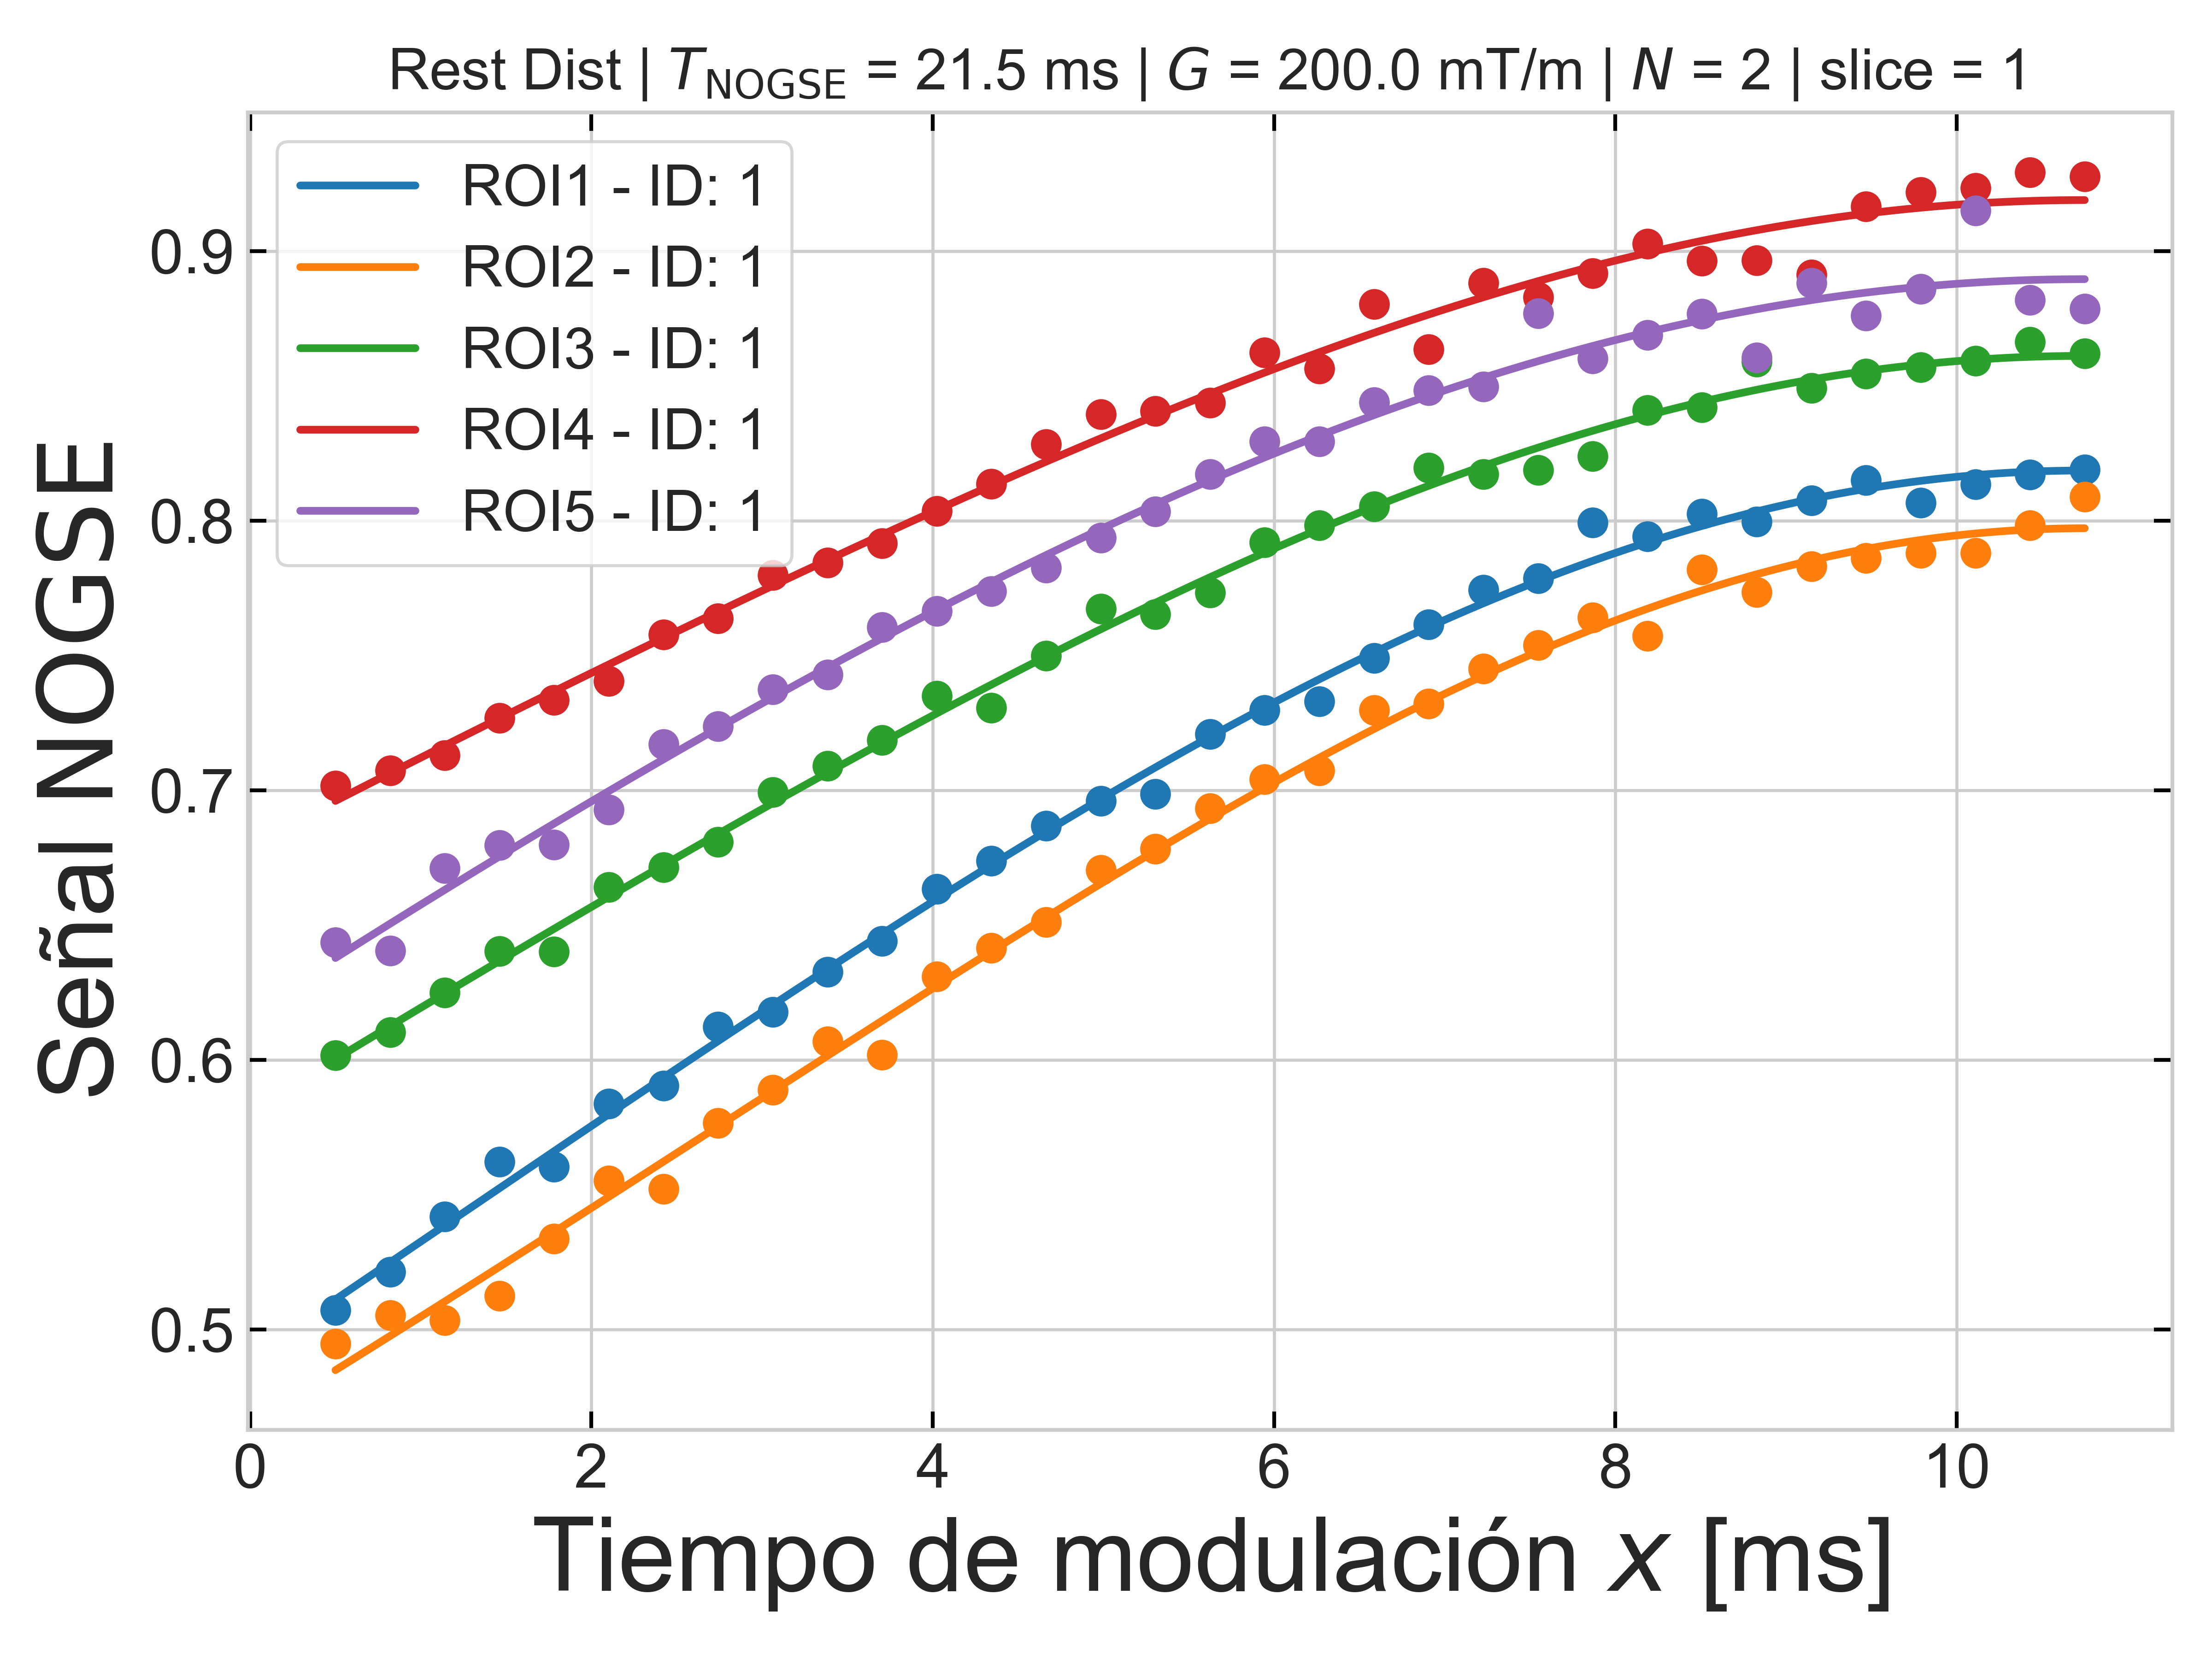 Rest Dist | T_NOGSE = 21.5 ms | G = 200.0 mT/m | N = 2 | slice = 1
ROI1 - ID: 1
ROI2 - ID: 1
ROI3 - ID: 1
ROI4 - ID: 1
ROI5 - ID: 1
Señal NOGSE
0.9
0.8
0.7
0.6
0.5
0 2 4 6 8 10
Tiempo de modulación x [ms]